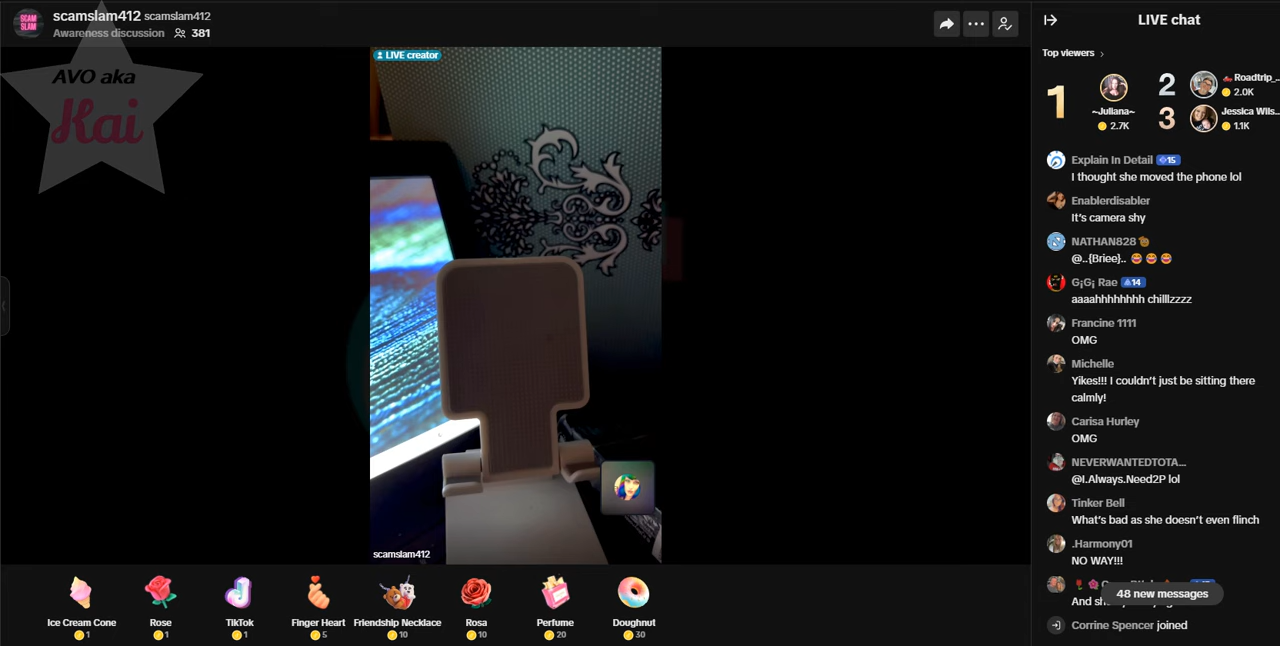 SCAM
SLAM
scamslam412 scamslam412
Awareness discussion 381
AVO aka
Kai
LIVE creator
scamslam412
Ice Cream Cone
1
Rose
1
TikTok
1
Finger Heart
5
Friendship Necklace
10
Rosa
10
Perfume
20
Doughnut
30
LIVE chat
Top viewers
1
~Juliana~
2.7K
2
Roadtrip_...
2.0K
3
Jessica Wils...
1.1K
Explain In Detail 15
I thought she moved the phone lol
Enablerdisabler
It's camera shy
NATHAN828
@..{Briee}..
G¡G¡ Rae 14
aaaahhhhhhhh chilllzzzz
Francine 1111
OMG
Michelle
Yikes!!! I couldn't just be sitting there
calmly!
Carisa Hurley
OMG
NEVERWANTEDTOTA...
@I.Always.Need2P lol
Tinker Bell
What's bad as she doesn't even flinch
.Harmony01
NO WAY!!!
And
48 new messages
Corrine Spencer joined